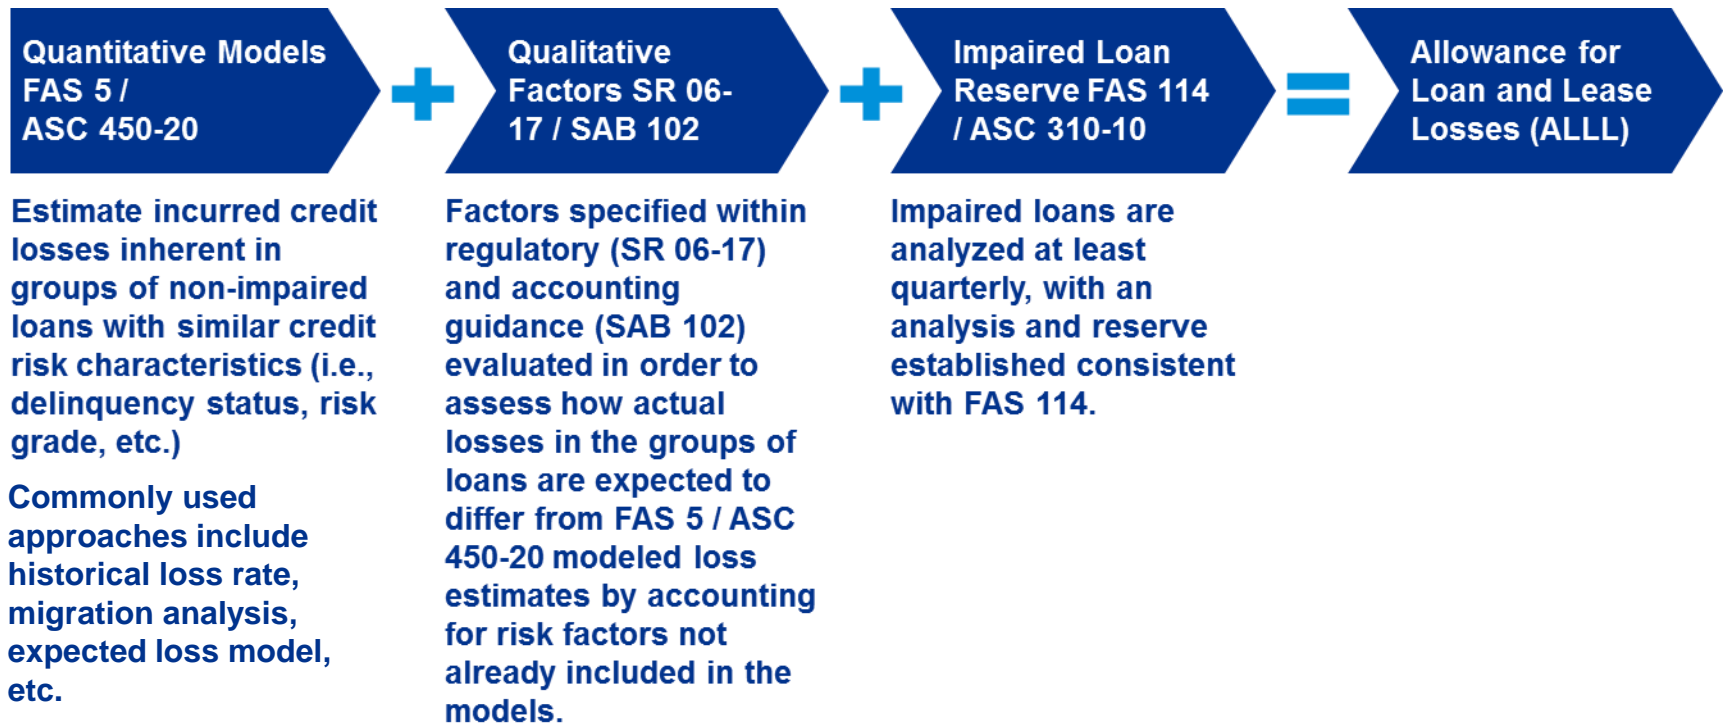 Quantitative Models
FAS 5 /
ASC 450-20
Qualitative
Factors SR 06-
17 / SAB 102
Impaired Loan
Reserve FAS 114
/ ASC 310-10
Allowance for
Loan and Lease
Losses (ALLL)
Estimate incurred credit
losses inherent in
groups of non-impaired
loans with similar credit
risk characteristics (i.e.,
delinquency status, risk
grade, etc.)
Commonly used
approaches include
historical loss rate,
migration analysis,
expected loss model,
etc.
Factors specified within
regulatory (SR 06-17)
and accounting
guidance (SAB 102)
evaluated in order to
assess how actual
losses in the groups of
loans are expected to
differ from FAS 5 / ASC
450-20 modeled loss
estimates by accounting
for risk factors not
already included in the
models.
Impaired loans are
analyzed at least
quarterly, with an
analysis and reserve
established consistent
with FAS 114.